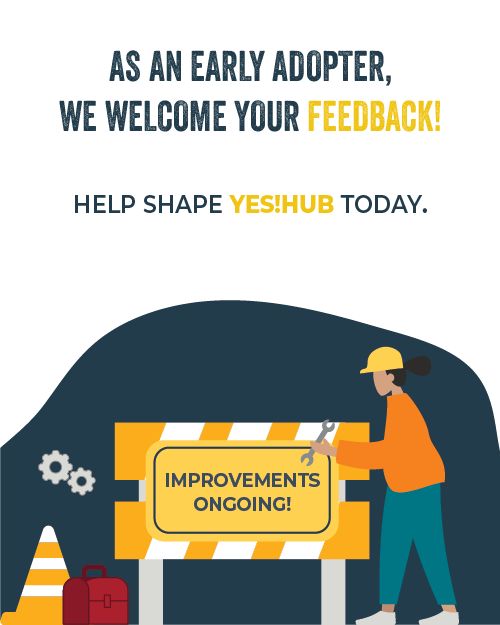 AS AN EARLY ADOPTER,
WE WELCOME YOUR FEEDBACK!
HELP SHAPE YES!HUB TODAY.
IMPROVEMENTS
ONGOING!